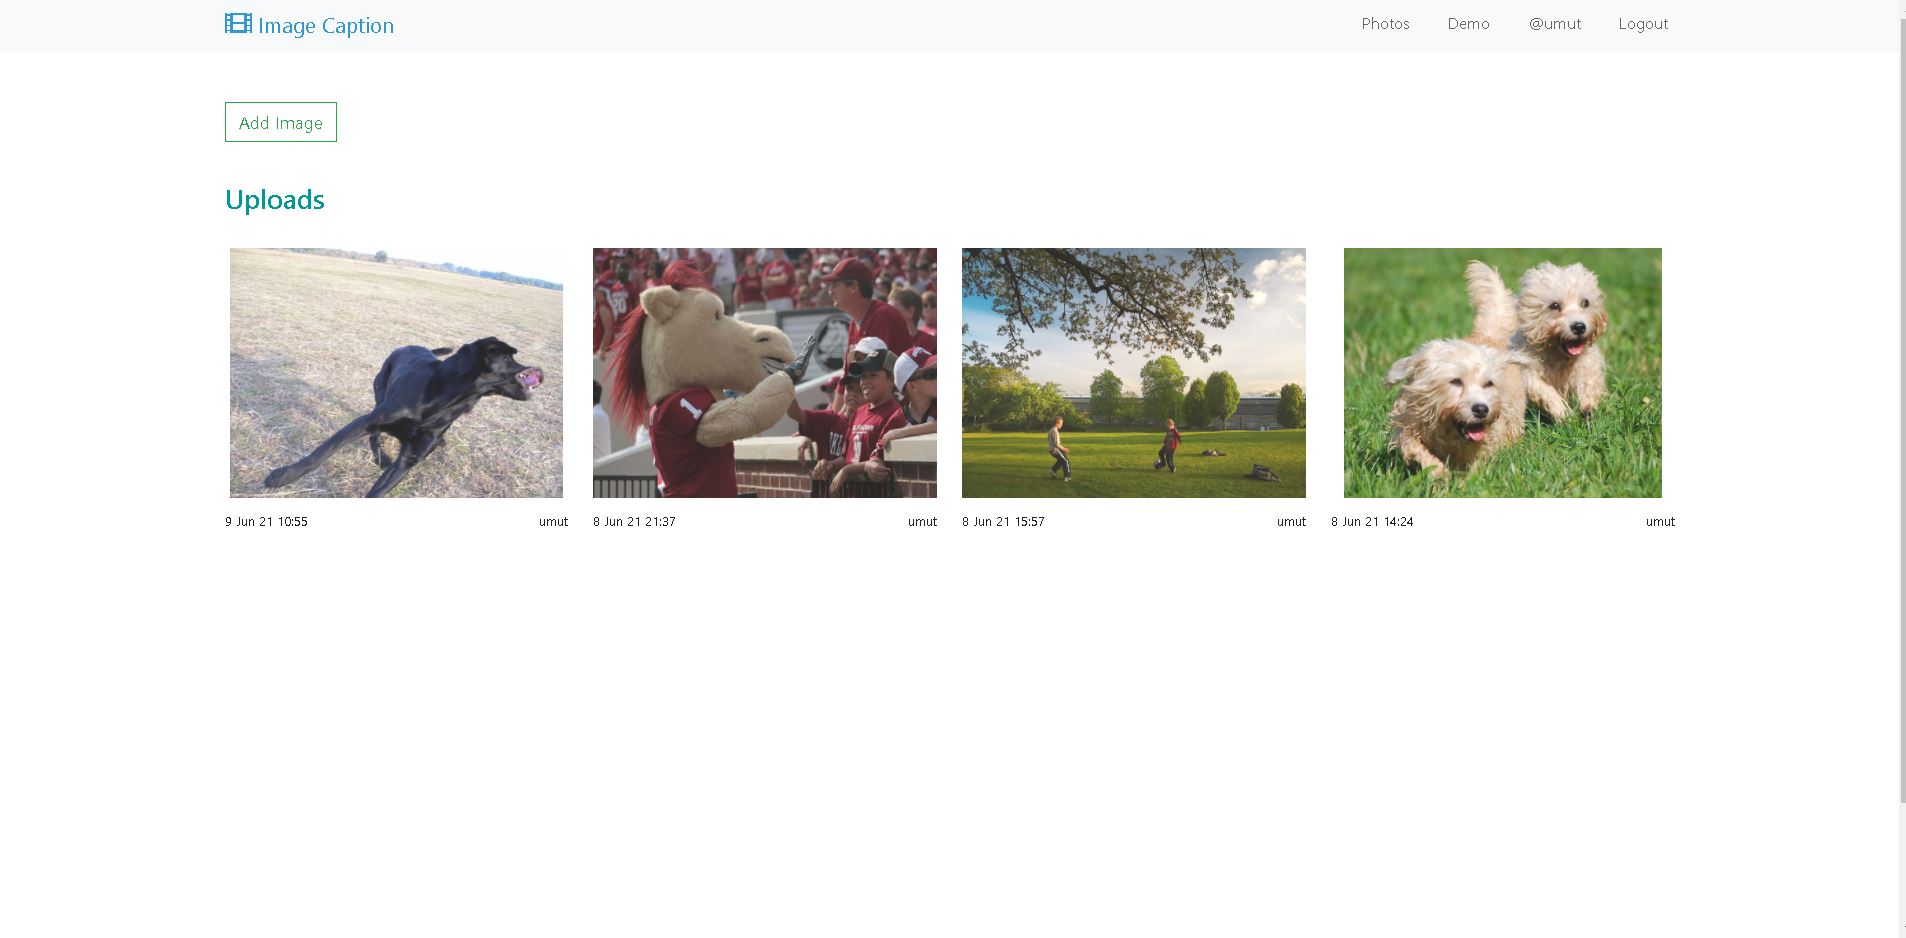 Image Caption
Photos Demo @umut Logout
Add Image
Uploads
1
9 Jun 21 10:55 umut
8 Jun 21 21:37 umut
8 Jun 21 15:57 umut
8 Jun 21 14:24 umut